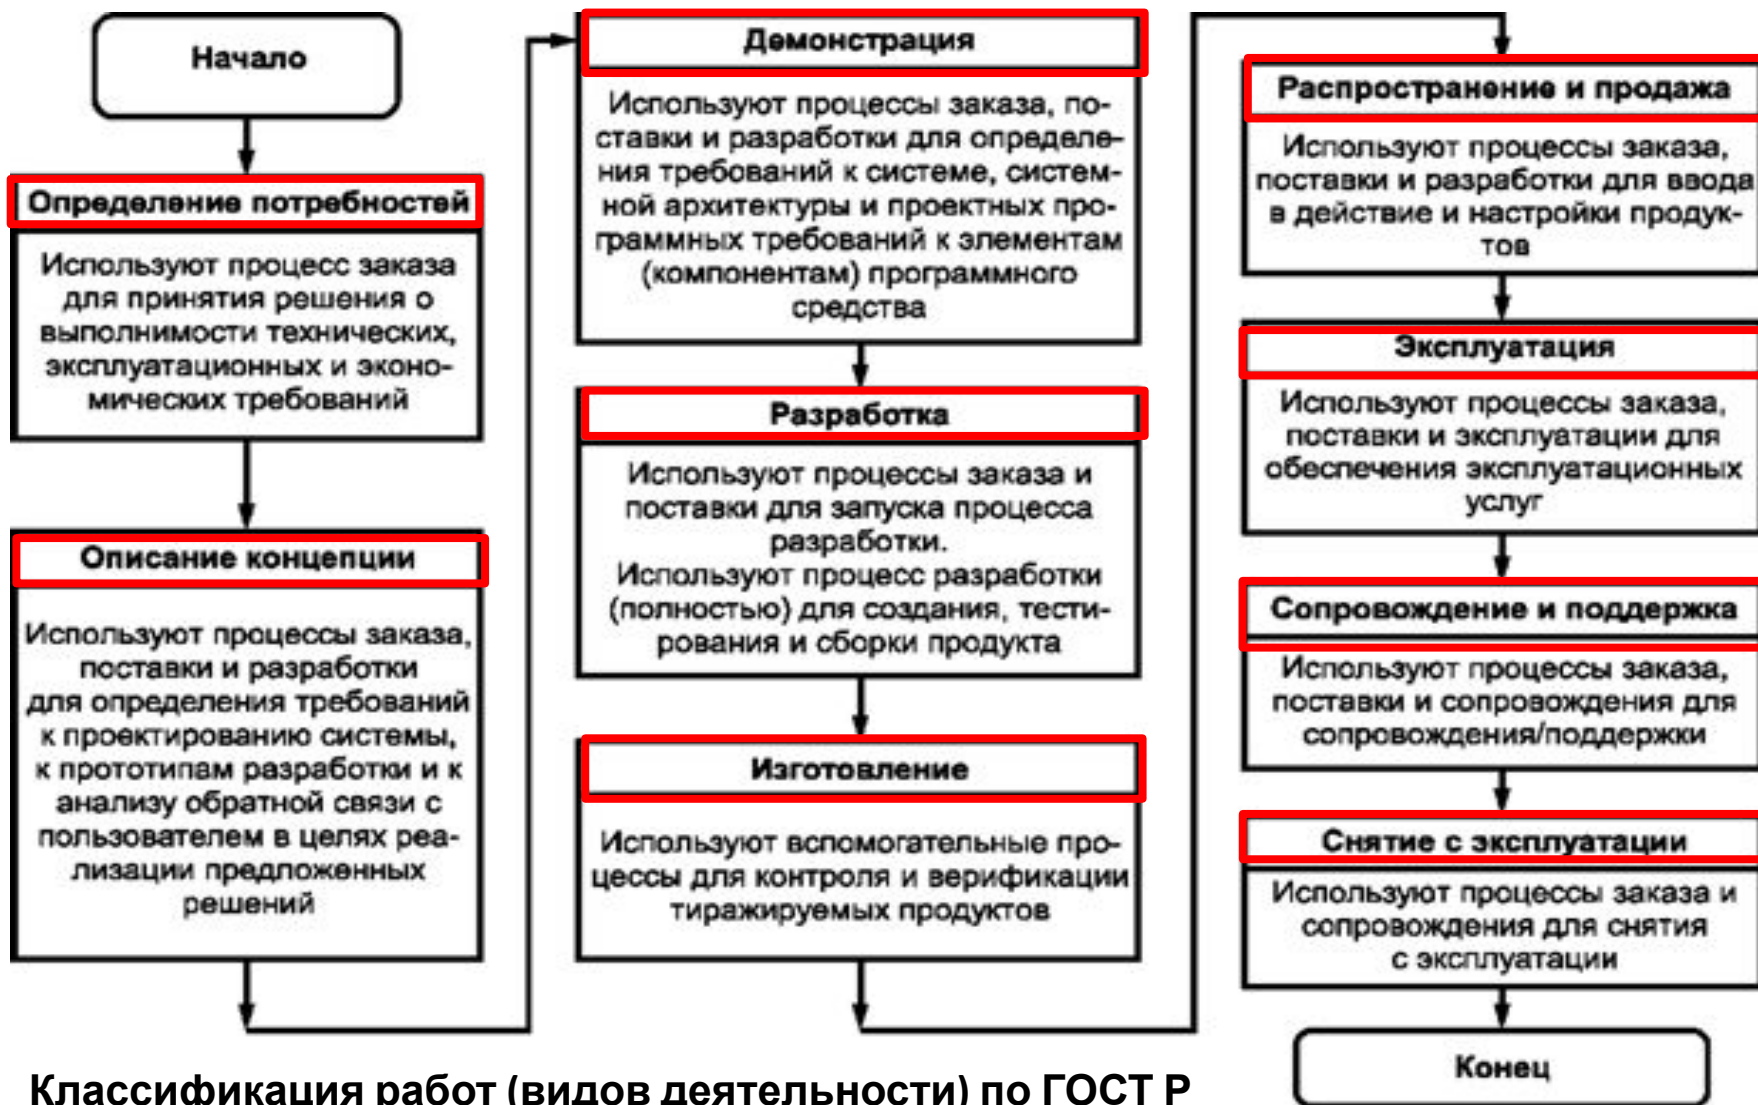 Начало
Определение потребностей
Используют процесс заказа
для принятия решения о
выполнимости технических,
эксплуатационных и эконо-
мических требований
Описание концепции
Используют процессы заказа,
поставки и разработки
для определения требований
к проектированию системы,
к прототипам разработки и к
анализу обратной связи с
пользователем в целях реа-
лизации предложенных
решений
Демонстрация
Используют процессы заказа, по-
ставки и разработки для определе-
ния требований к системе, систем-
ной архитектуры и проектных про-
граммных требований к элементам
(компонентам) программного
средства
Разработка
Используют процессы заказа и
поставки для запуска процесса
разработки.
Используют процесс разработки
(полностью) для создания, тести-
рования и сборки продукта
Изготовление
Используют вспомогательные про-
цессы для контроля и верификации
тиражируемых продуктов
Распространение и продажа
Используют процессы заказа,
поставки и разработки для ввода
в действие и настройки продук-
тов
Эксплуатация
Используют процессы заказа,
поставки и эксплуатации для
обеспечения эксплуатационных
услуг
Сопровождение и поддержка
Используют процессы заказа,
поставки и сопровождения для
сопровождения/поддержки
Снятие с эксплуатации
Используют процессы заказа и
сопровождения для снятия
с эксплуатации
Конец
Классификация работ (видов деятельности) по ГОСТ Р